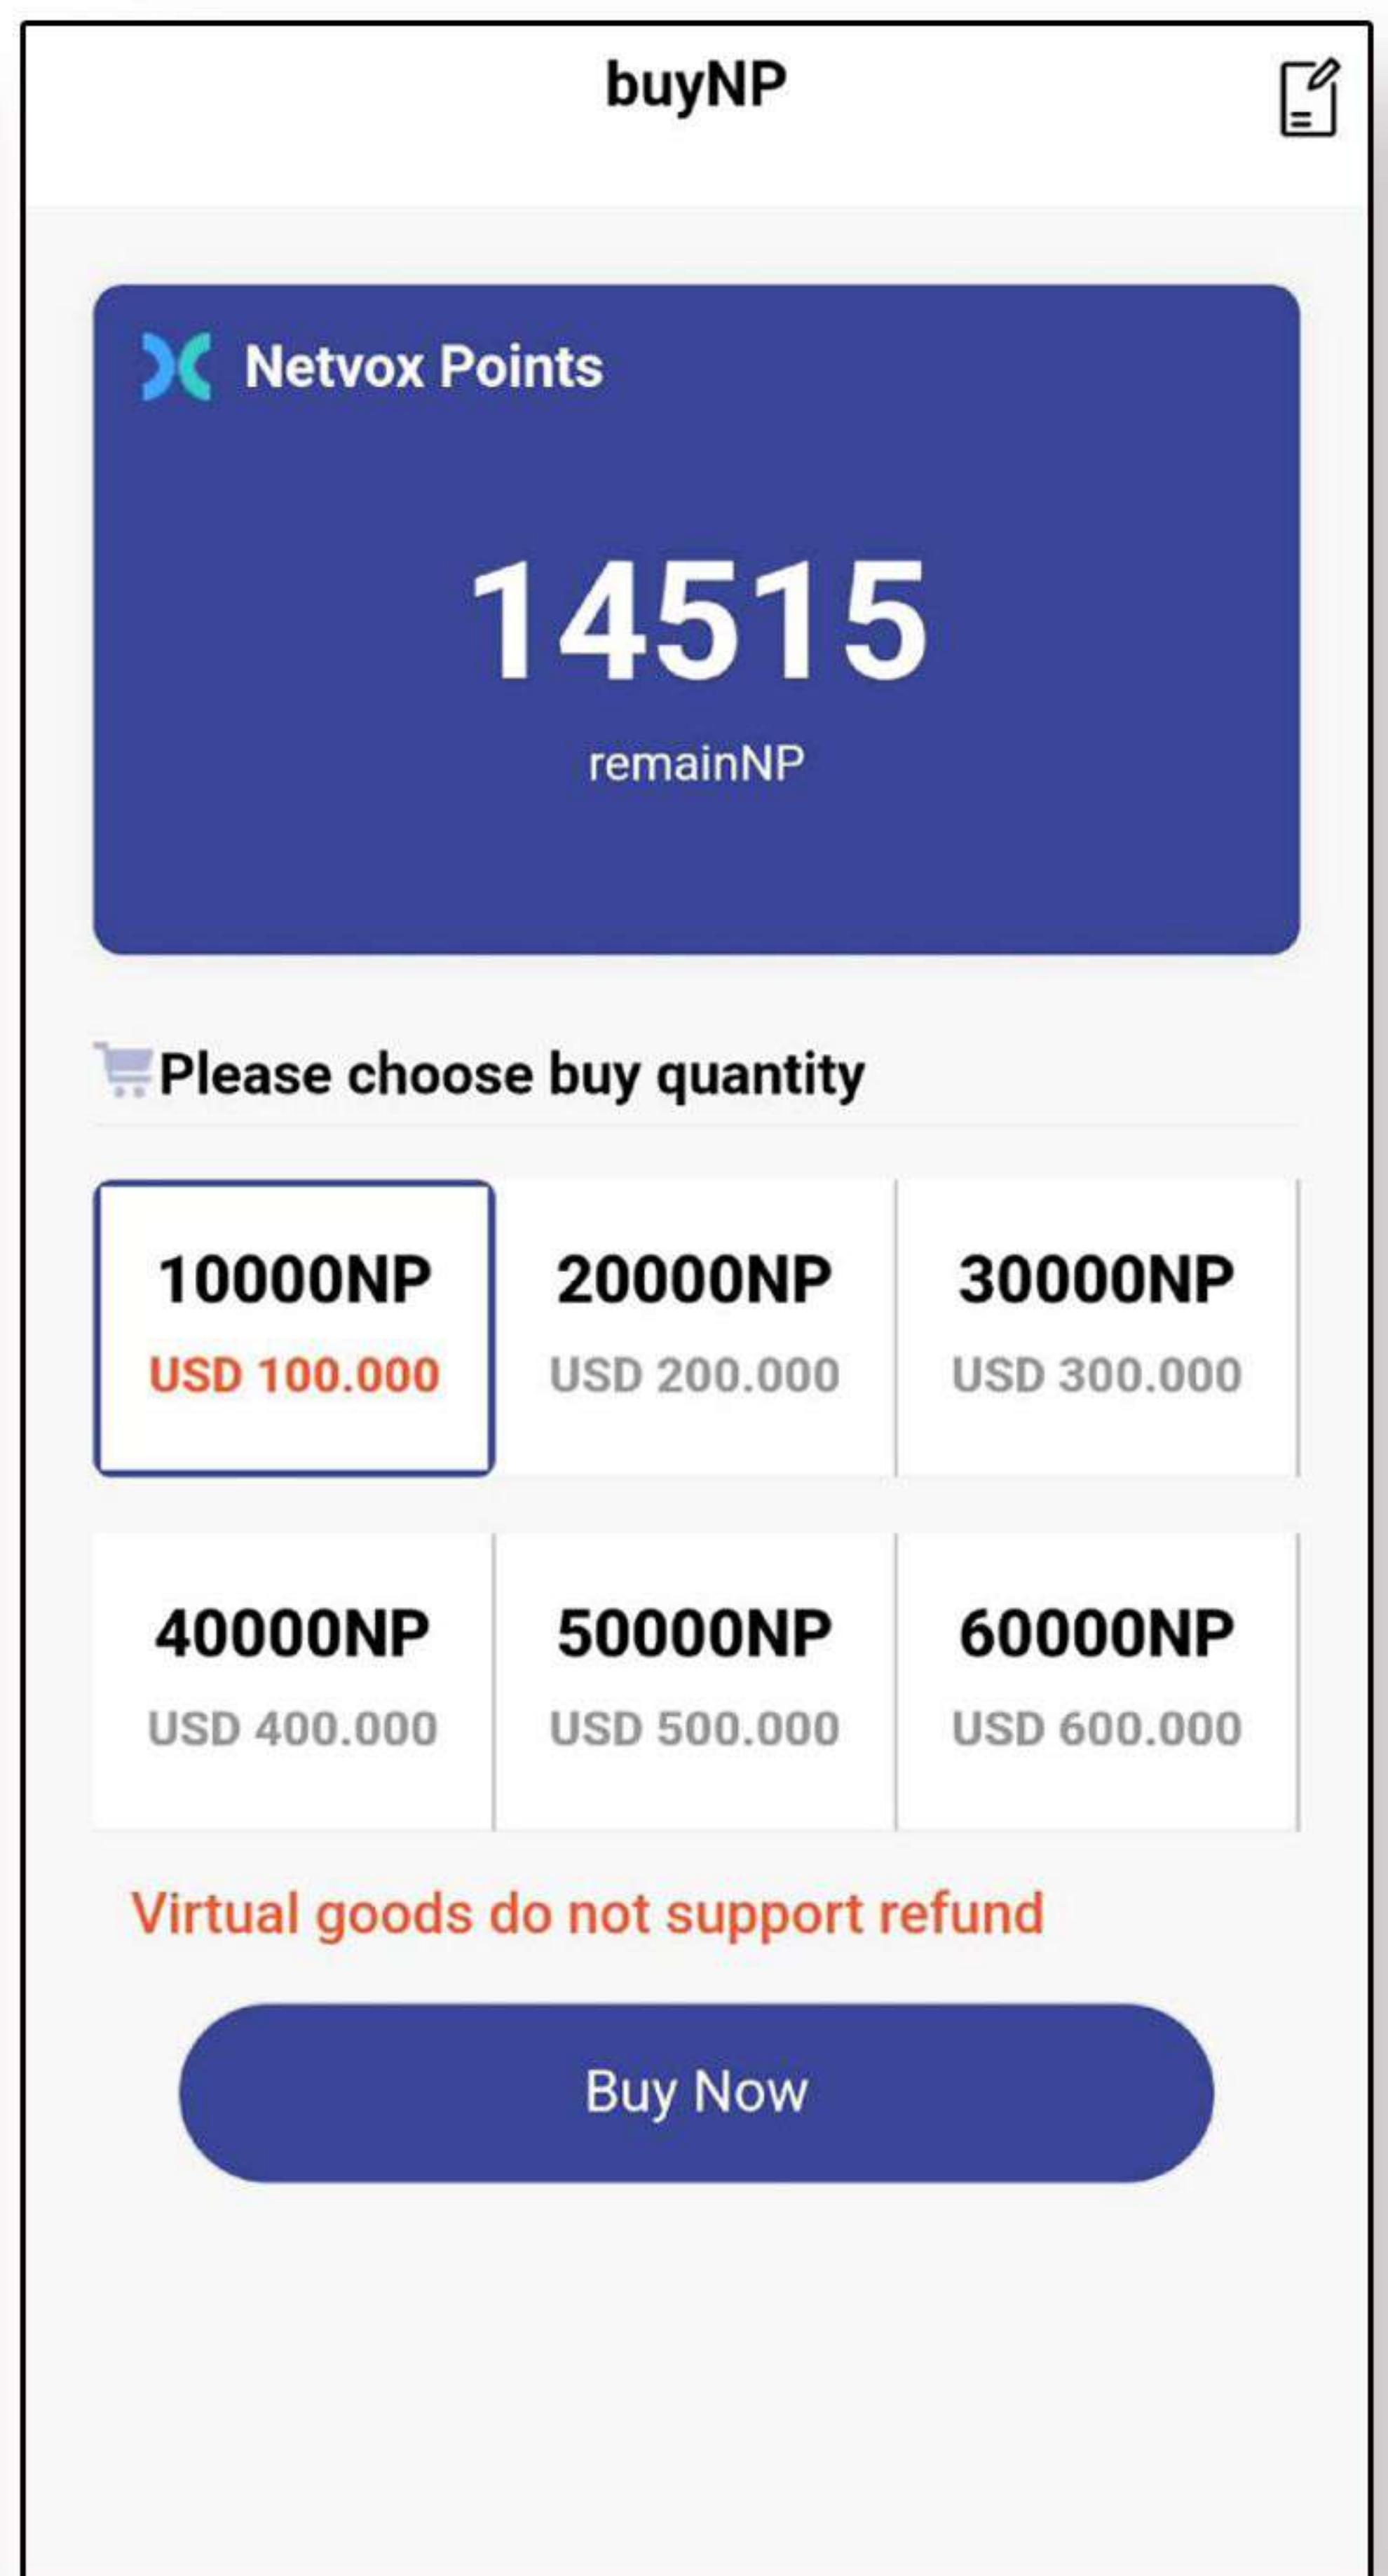 buyNP
Netvox Points
14515
remainNP
Please choose buy quantity
10000NP 20000NP 30000NP
USD 100.000 USD 200.000 USD 300.000
40000NP 50000NP 60000NP
USD 400.000 USD 500.000 USD 600.000
Virtual goods do not support refund
Buy Now